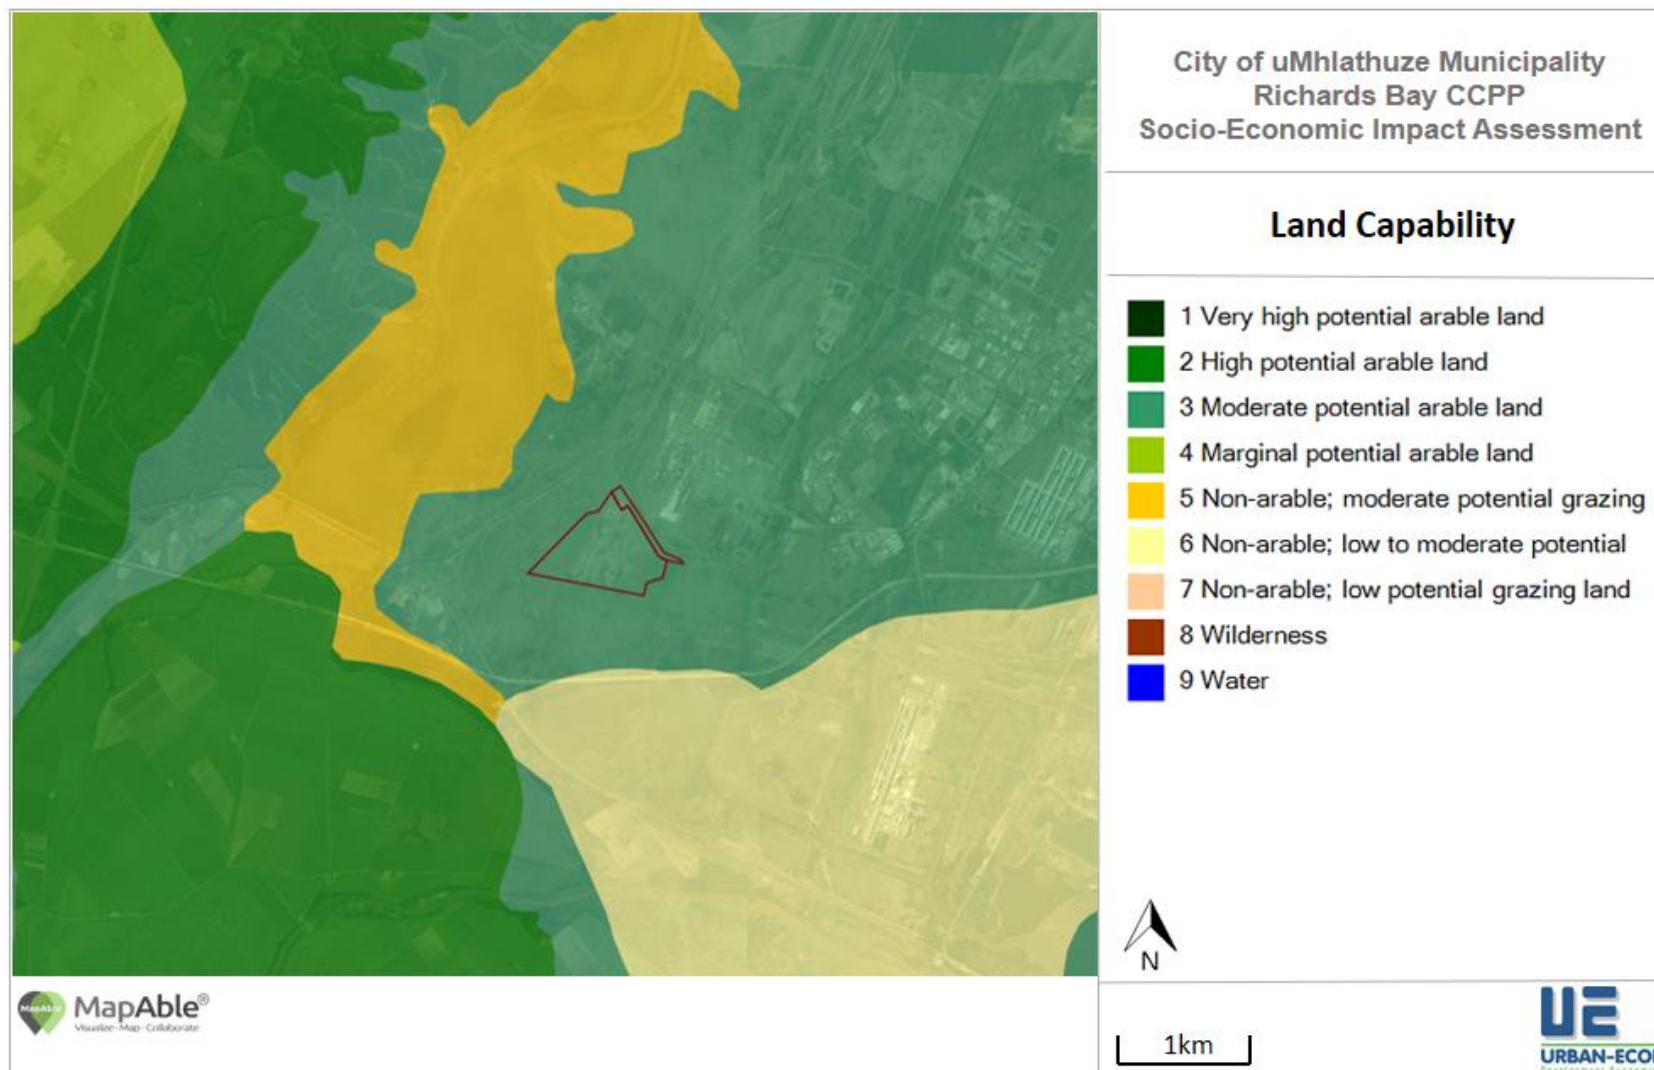 City of uMhlathuze Municipality
Richards Bay CCPP
Socio-Economic Impact Assessment
Land Capability
1 Very high potential arable land
2 High potential arable land
3 Moderate potential arable land
4 Marginal potential arable land
5 Non-arable; moderate potential grazing
6 Non-arable; low to moderate potential
7 Non-arable; low potential grazing land
8 Wilderness
9 Water
N
MapAble
MapAble®
Visualize - Map - Collaborate
1km
UE
URBAN-ECO